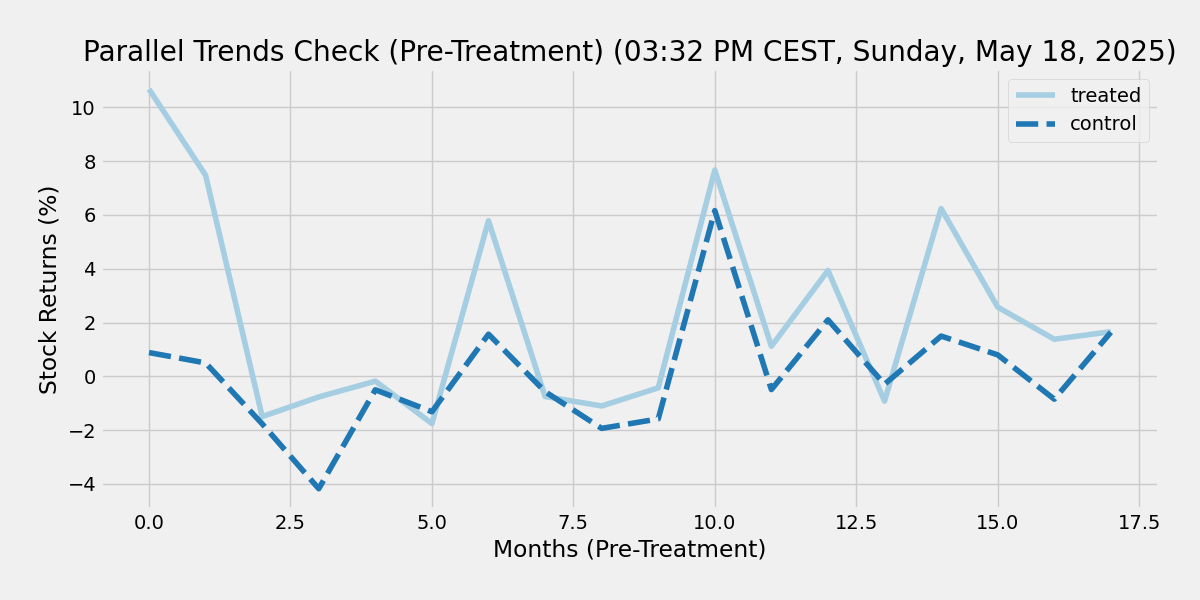 Parallel Trends Check (Pre-Treatment) (03:32 PM CEST, Sunday, May 18, 2025)
treated
control
Stock Returns (%)
10
8
6
4
2
0
−2
−4
0.0 2.5 5.0 7.5 10.0 12.5 15.0 17.5
Months (Pre-Treatment)